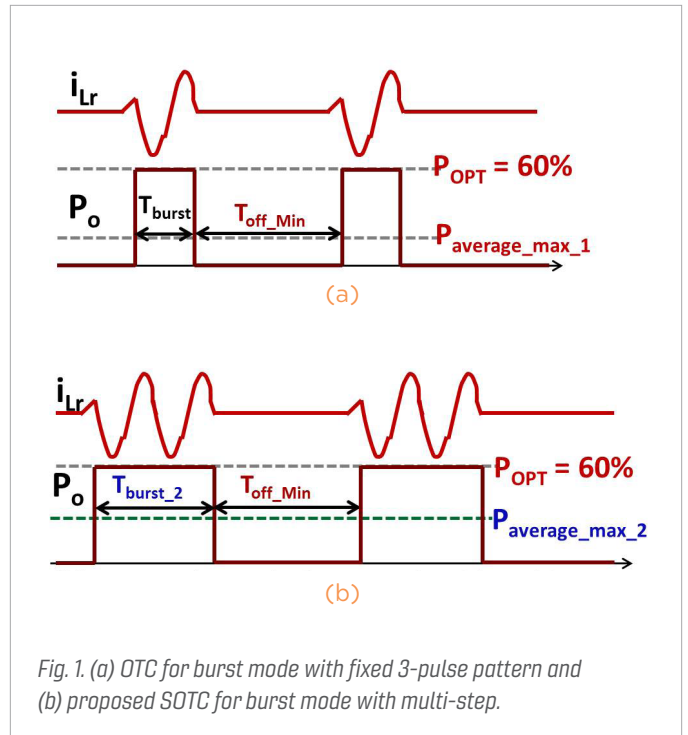 iLr
POPT = 60%
Po
Tburst
Toff_Min
Paverage_max_1
(a)
iLr
POPT = 60%
Po
Tburst_2
Toff_Min
Paverage_max_2
(b)
Fig. 1. (a) OTC for burst mode with fixed 3-pulse pattern and
(b) proposed SOTC for burst mode with multi-step.